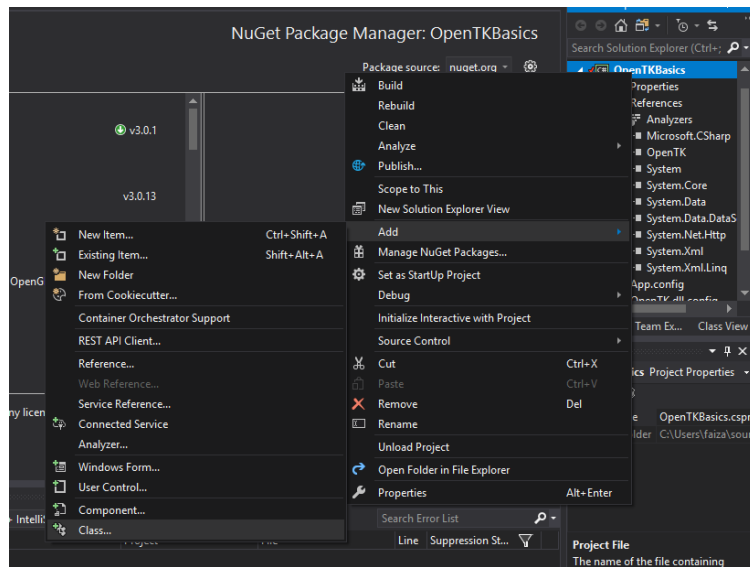 NuGet Package Manager: OpenTKBasics
Package source: nuget.org
v3.0.1
v3.0.13
OpenG
ny licen
Build
Rebuild
Clean
Analyze
Publish...
Scope to This
New Solution Explorer View
Add
Manage NuGet Packages...
Set as StartUp Project
Debug
Initialize Interactive with Project
Source Control
Cut Ctrl+X
Paste Ctrl+V
Remove Del
Rename
Unload Project
Open Folder in File Explorer
Properties Alt+Enter
New Item... Ctrl+Shift+A
Existing Item... Shift+Alt+A
New Folder
From Cookiecutter...
Container Orchestrator Support
REST API Client...
Reference...
Web Reference...
Service Reference...
Connected Service
Analyzer...
Windows Form...
User Control...
Component...
Class...
Search Solution Explorer (Ctrl+;
C# OpenTKBasics
Properties
References
Analyzers
Microsoft.CSharp
OpenTK
System
System.Core
System.Data
System.Data.DataS
System.Net.Http
System.Xml
System.Xml.Linq
App.config
OpenTK.dll.config
Team Ex... Class View
ics Project Properties
e OpenTKBasics.cspr
lder C:\Users\faiza\sour
IntelliS
Search Error List
Project File Line Suppression St...
Project File
The name of the file containing